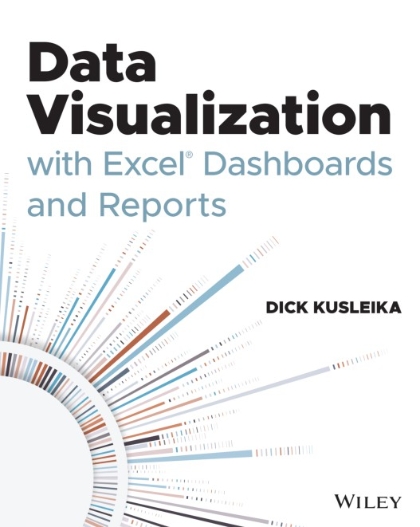 Data
Visualization
with Excel® Dashboards
and Reports
DICK KUSLEIKA
WILEY